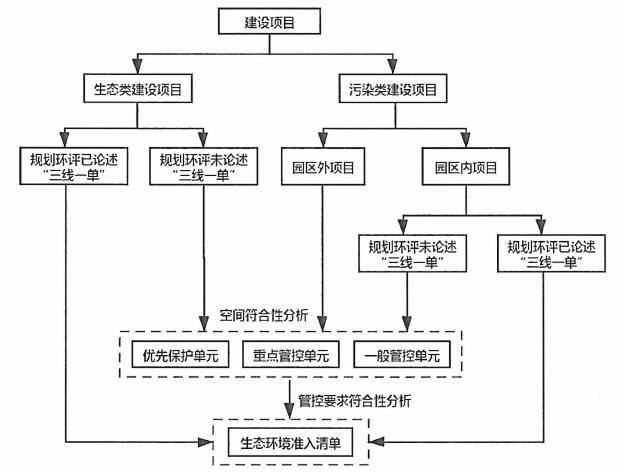 建设项目
生态类建设项目
污染类建设项目
规划环评已论述
“三线一单”
规划环评未论述
“三线一单”
园区外项目
园区内项目
规划环评未论述
“三线一单”
规划环评已论述
“三线一单”
空间符合性分析
优先保护单元
重点管控单元
一般管控单元
管控要求符合性分析
生态环境准入清单